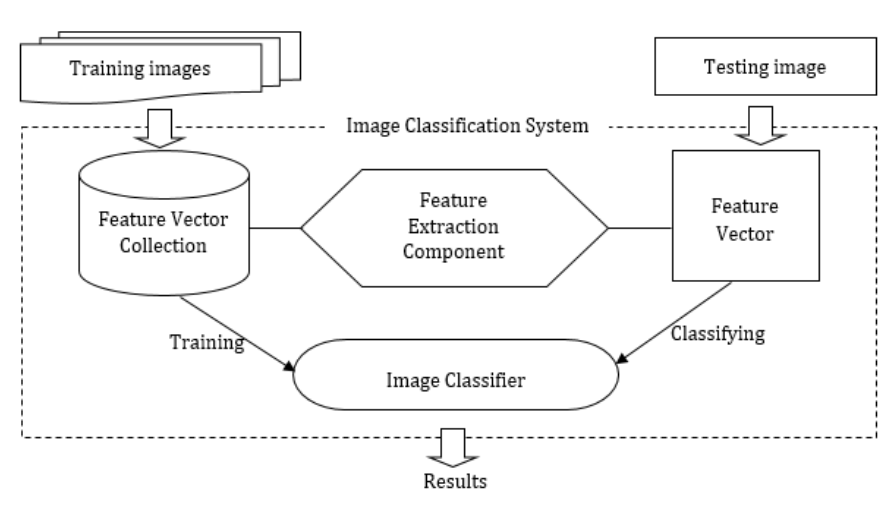 Training images
Testing image
Image Classification System
Feature Vector
Collection
Feature
Extraction
Component
Feature
Vector
Training
Classifying
Image Classifier
Results